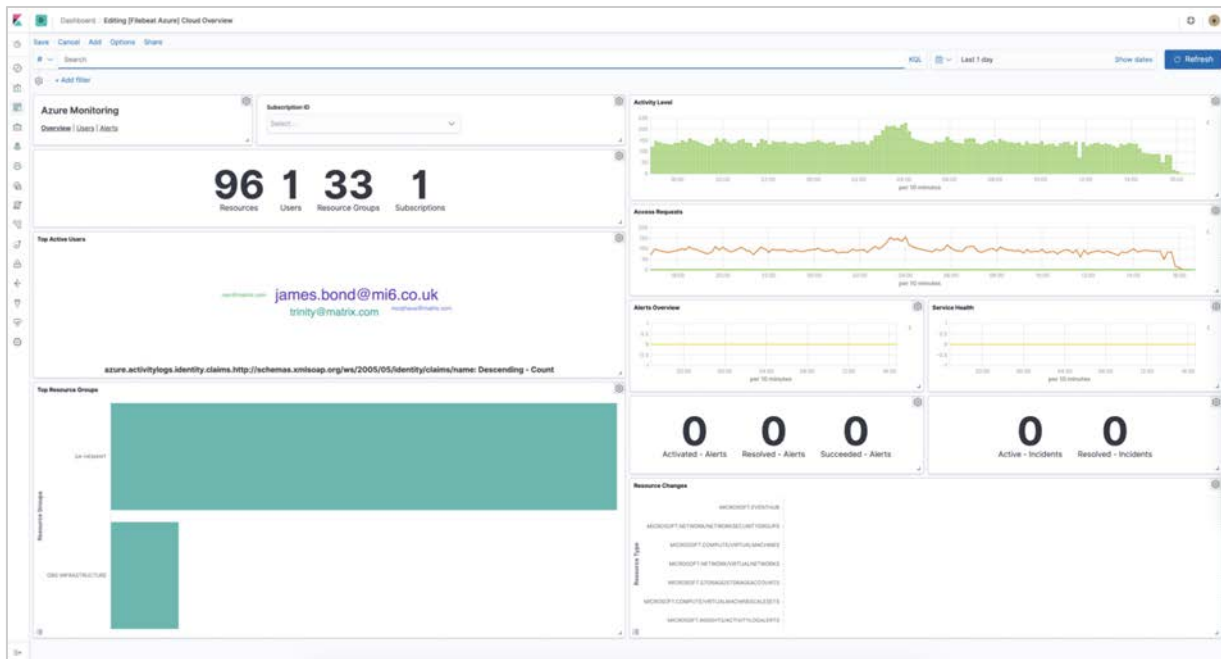 Dashboard / Editing [Filebeat Azure] Cloud Overview
Save Cancel Add Options Share
Search KQL Last 1 day Show dates Refresh
+ Add filter
Azure Monitoring
Overview | Users | Alerts
Subscription ID
Select...
96 1 33 1
Resources Users Resource Groups Subscriptions
Top Active Users
james.bond@mi6.co.uk
trinity@matrix.com
azure.activitylogs.identity.claims.http://schemas.xmlsoap.org/ws/2005/05/identity/claims/name: Descending - Count
Top Resource Groups
Resource Groups
OBS-INFRASTRUCTURE
Activity Level
per 10 minutes
Access Requests
per 10 minutes
Alerts Overview
per 10 minutes
Service Health
per 10 minutes
0 0 0
Activated - Alerts Resolved - Alerts Succeeded - Alerts
0 0
Active - Incidents Resolved - Incidents
Resource Changes
Resource Type
MICROSOFT.EVENTHUB
MICROSOFT.NETWORK/NETWORKSECURITYGROUPS
MICROSOFT.NETWORK/VIRTUALNETWORKS
MICROSOFT.STORAGE/STORAGEACCOUNTS
MICROSOFT.COMPUTE/VIRTUALMACHINESCALESETS
MICROSOFT.INSIGHTS/ACTIVITYLOGALERTS